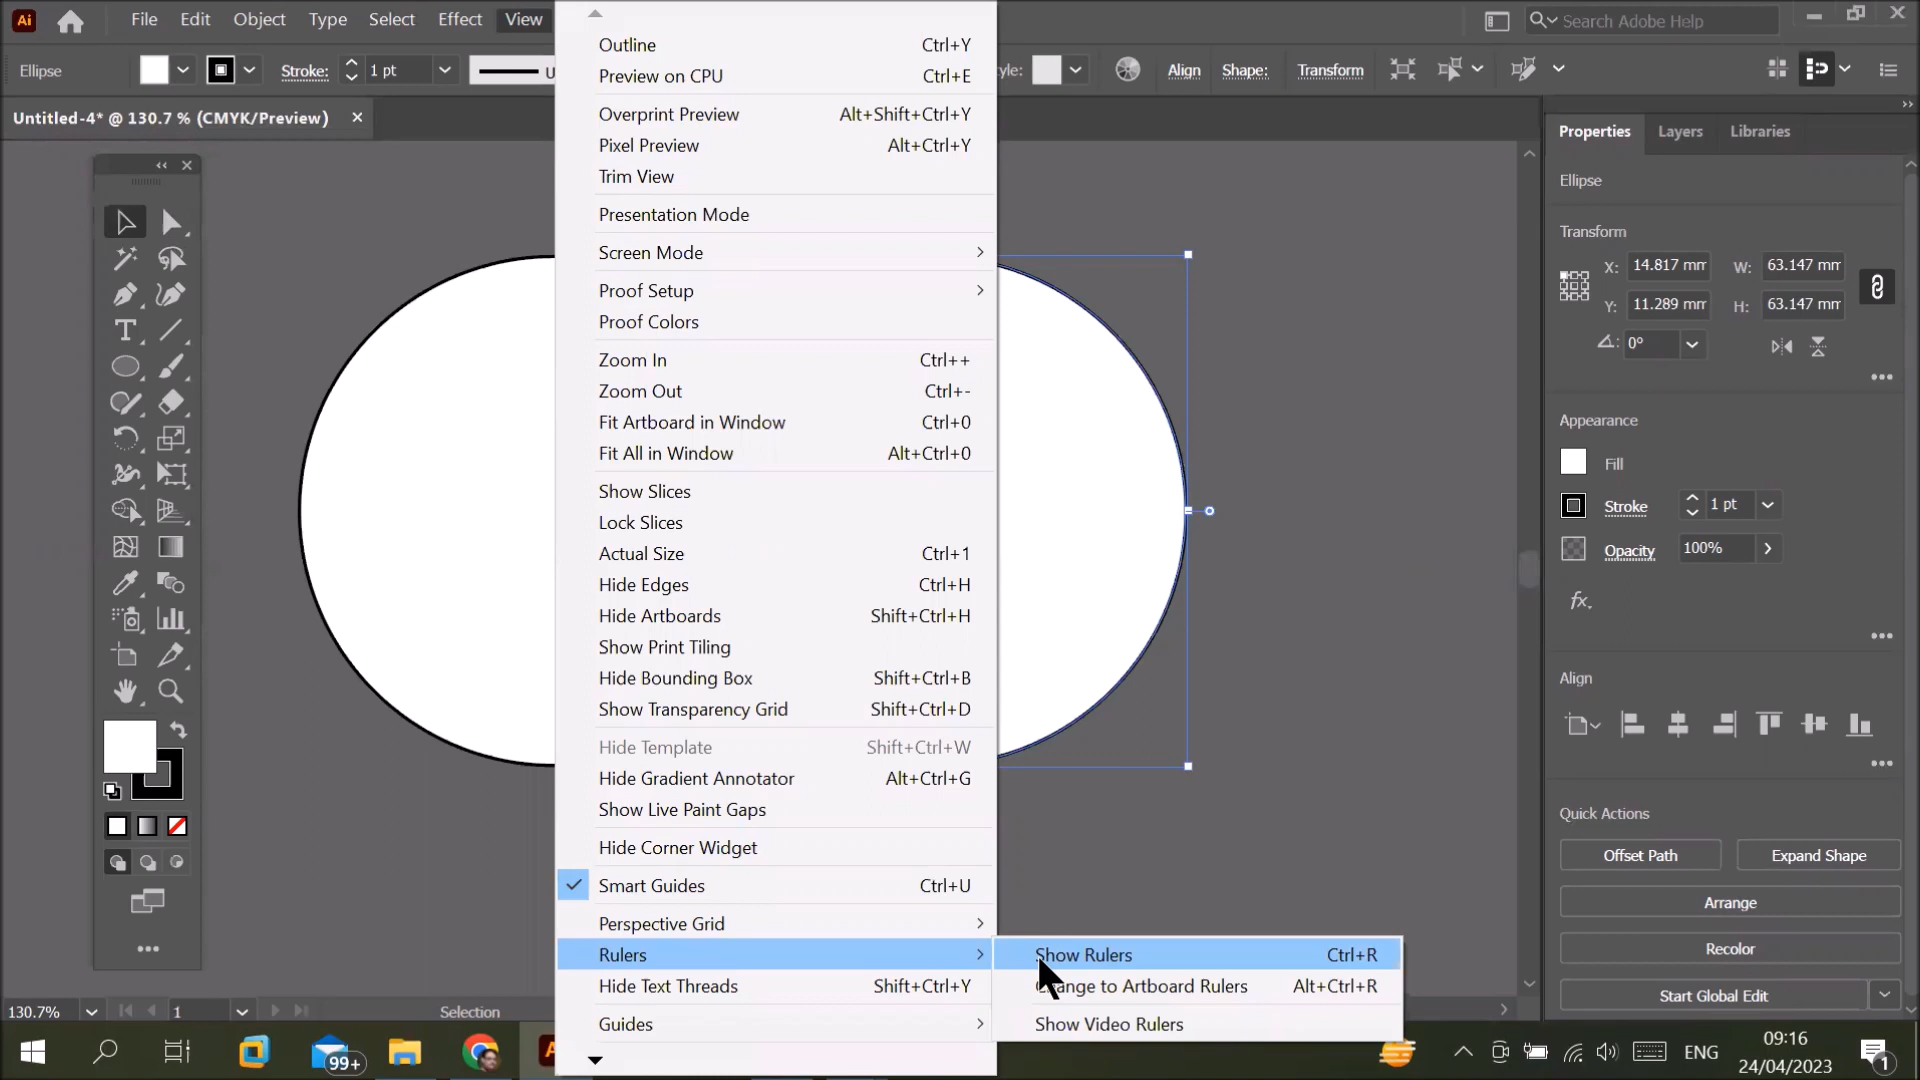 Ai
File Edit Object Type Select Effect View
Search Adobe Help
Ellipse
Stroke:
1 pt
Align
Shape:
Transform
Untitled-4* @ 130.7 % (CMYK/Preview)
Outline Ctrl+Y
Preview on CPU Ctrl+E
Overprint Preview Alt+Shift+Ctrl+Y
Pixel Preview Alt+Ctrl+Y
Trim View
Presentation Mode
Screen Mode
Proof Setup
Proof Colors
Zoom In Ctrl++
Zoom Out Ctrl+-
Fit Artboard in Window Ctrl+0
Fit All in Window Alt+Ctrl+0
Show Slices
Lock Slices
Actual Size Ctrl+1
Hide Edges Ctrl+H
Hide Artboards Shift+Ctrl+H
Show Print Tiling
Hide Bounding Box Shift+Ctrl+B
Show Transparency Grid Shift+Ctrl+D
Hide Template Shift+Ctrl+W
Hide Gradient Annotator Alt+Ctrl+G
Show Live Paint Gaps
Hide Corner Widget
Smart Guides Ctrl+U
Perspective Grid
Rulers
Hide Text Threads Shift+Ctrl+Y
Guides
Show Rulers Ctrl+R
to Artboard Rulers Alt+Ctrl+R
Show Video Rulers
Properties Layers Libraries
Ellipse
Transform
X: 14.817 mm W: 63.147 mm
Y: 11.289 mm H: 63.147 mm
0°
Appearance
Fill
Stroke 1 pt
Opacity 100%
fx.
Align
Quick Actions
Offset Path Expand Shape
Arrange
Recolor
Start Global Edit
130.7% 1 Selection
99+
ENG
09:16
24/04/2023
1